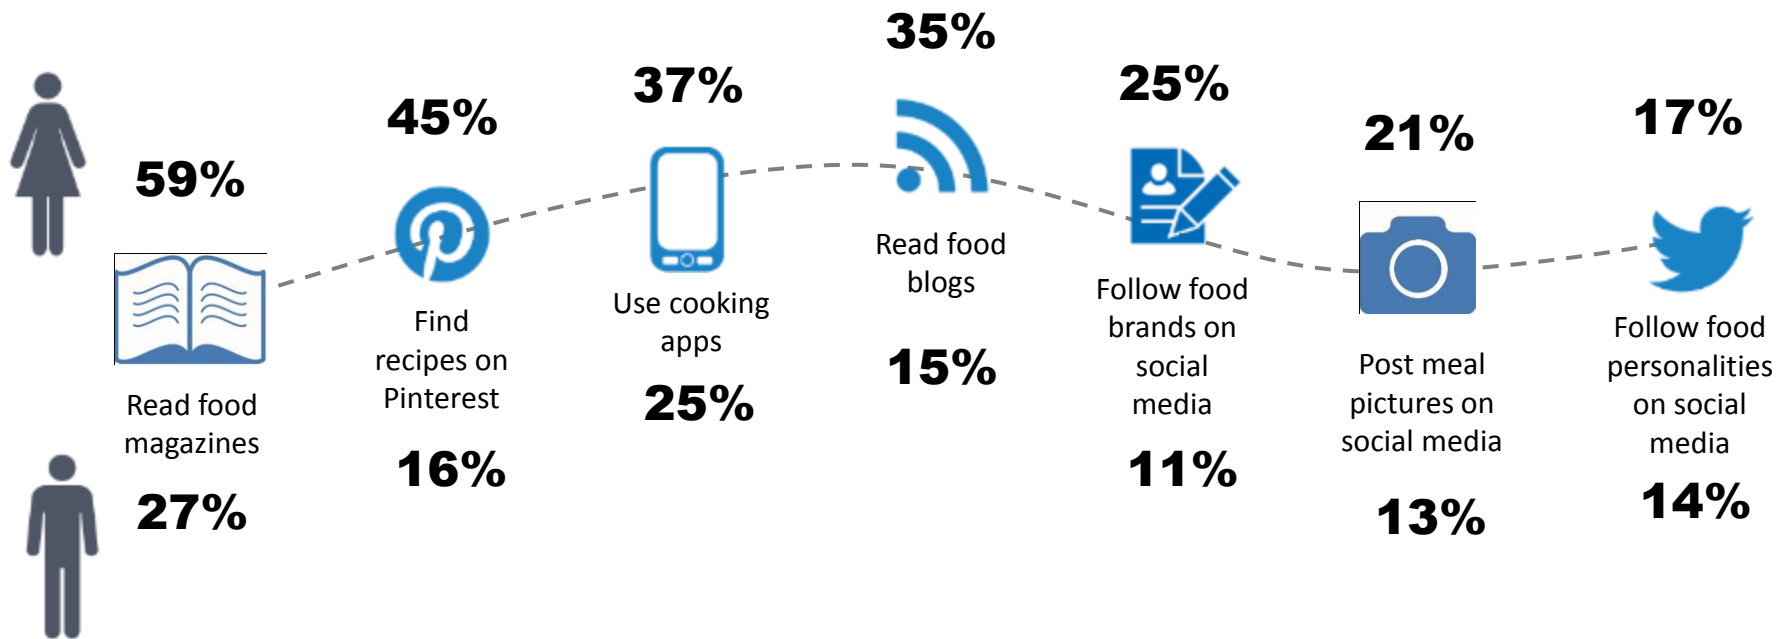 59%
Read food
magazines
27%
45%
Find
recipes on
Pinterest
16%
37%
Use cooking
apps
25%
35%
Read food
blogs
15%
25%
Follow food
brands on
social
media
11%
21%
Post meal
pictures on
social media
13%
17%
Follow food
personalities
on social
media
14%